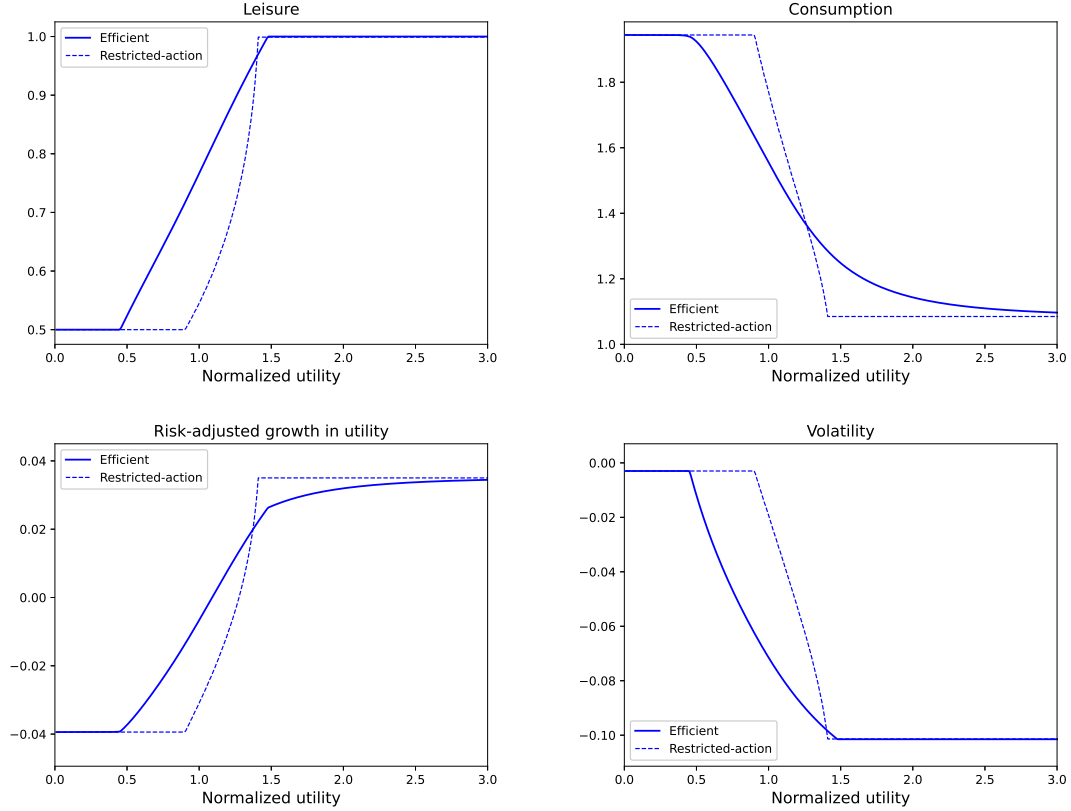 Leisure
Efficient
Restricted-action
1.0
0.9
0.8
0.7
0.6
0.5
0.0 0.5 1.0 1.5 2.0 2.5 3.0
Normalized utility
Consumption
1.8
1.6
1.4
1.2
1.0
Efficient
Restricted-action
0.0 0.5 1.0 1.5 2.0 2.5 3.0
Normalized utility
Risk-adjusted growth in utility
Efficient
Restricted-action
0.04
0.02
0.00
−0.02
−0.04
0.0 0.5 1.0 1.5 2.0 2.5 3.0
Normalized utility
Volatility
0.00
−0.02
−0.04
−0.06
−0.08
−0.10
Efficient
Restricted-action
0.0 0.5 1.0 1.5 2.0 2.5 3.0
Normalized utility